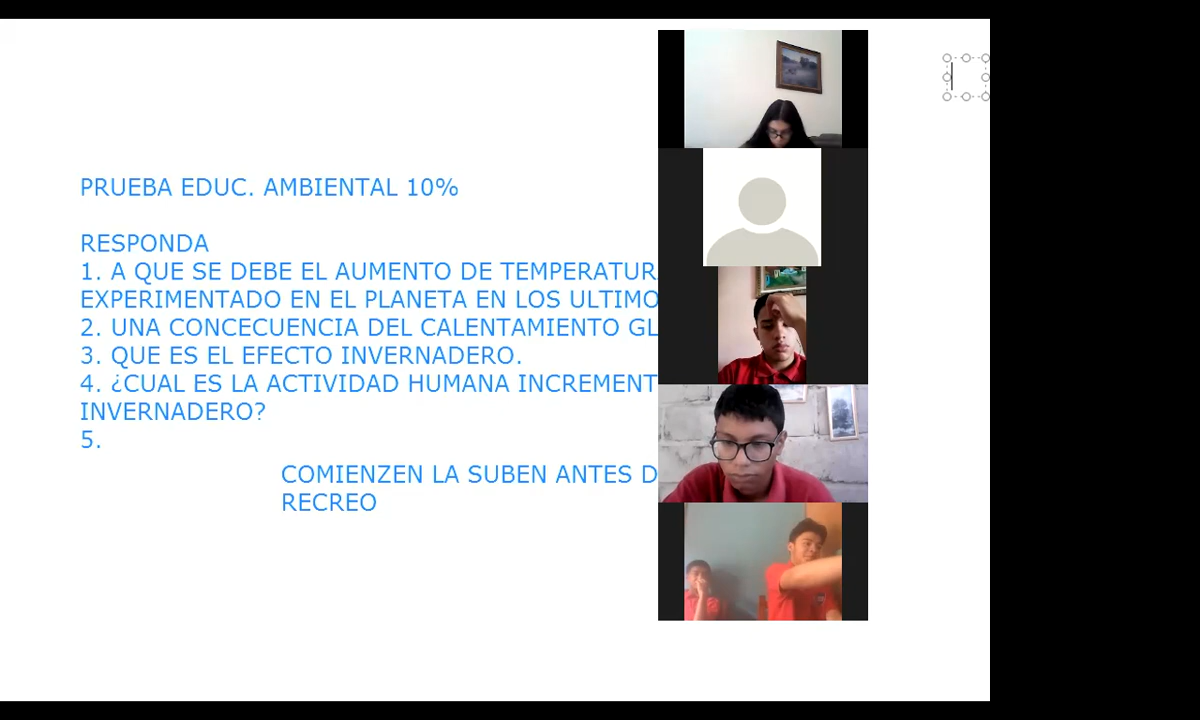 PRUEBA EDUC. AMBIENTAL 10%
RESPONDA
1. A QUE SE DEBE EL AUMENTO DE TEMPERATUR
EXPERIMENTADO EN EL PLANETA EN LOS ULTIMO
2. UNA CONCECUENCIA DEL CALENTAMIENTO GL
3. QUE ES EL EFECTO INVERNADERO.
4. ¿CUAL ES LA ACTIVIDAD HUMANA INCREMENT
INVERNADERO?
5.
COMIENZEN LA SUBEN ANTES D
RECREO